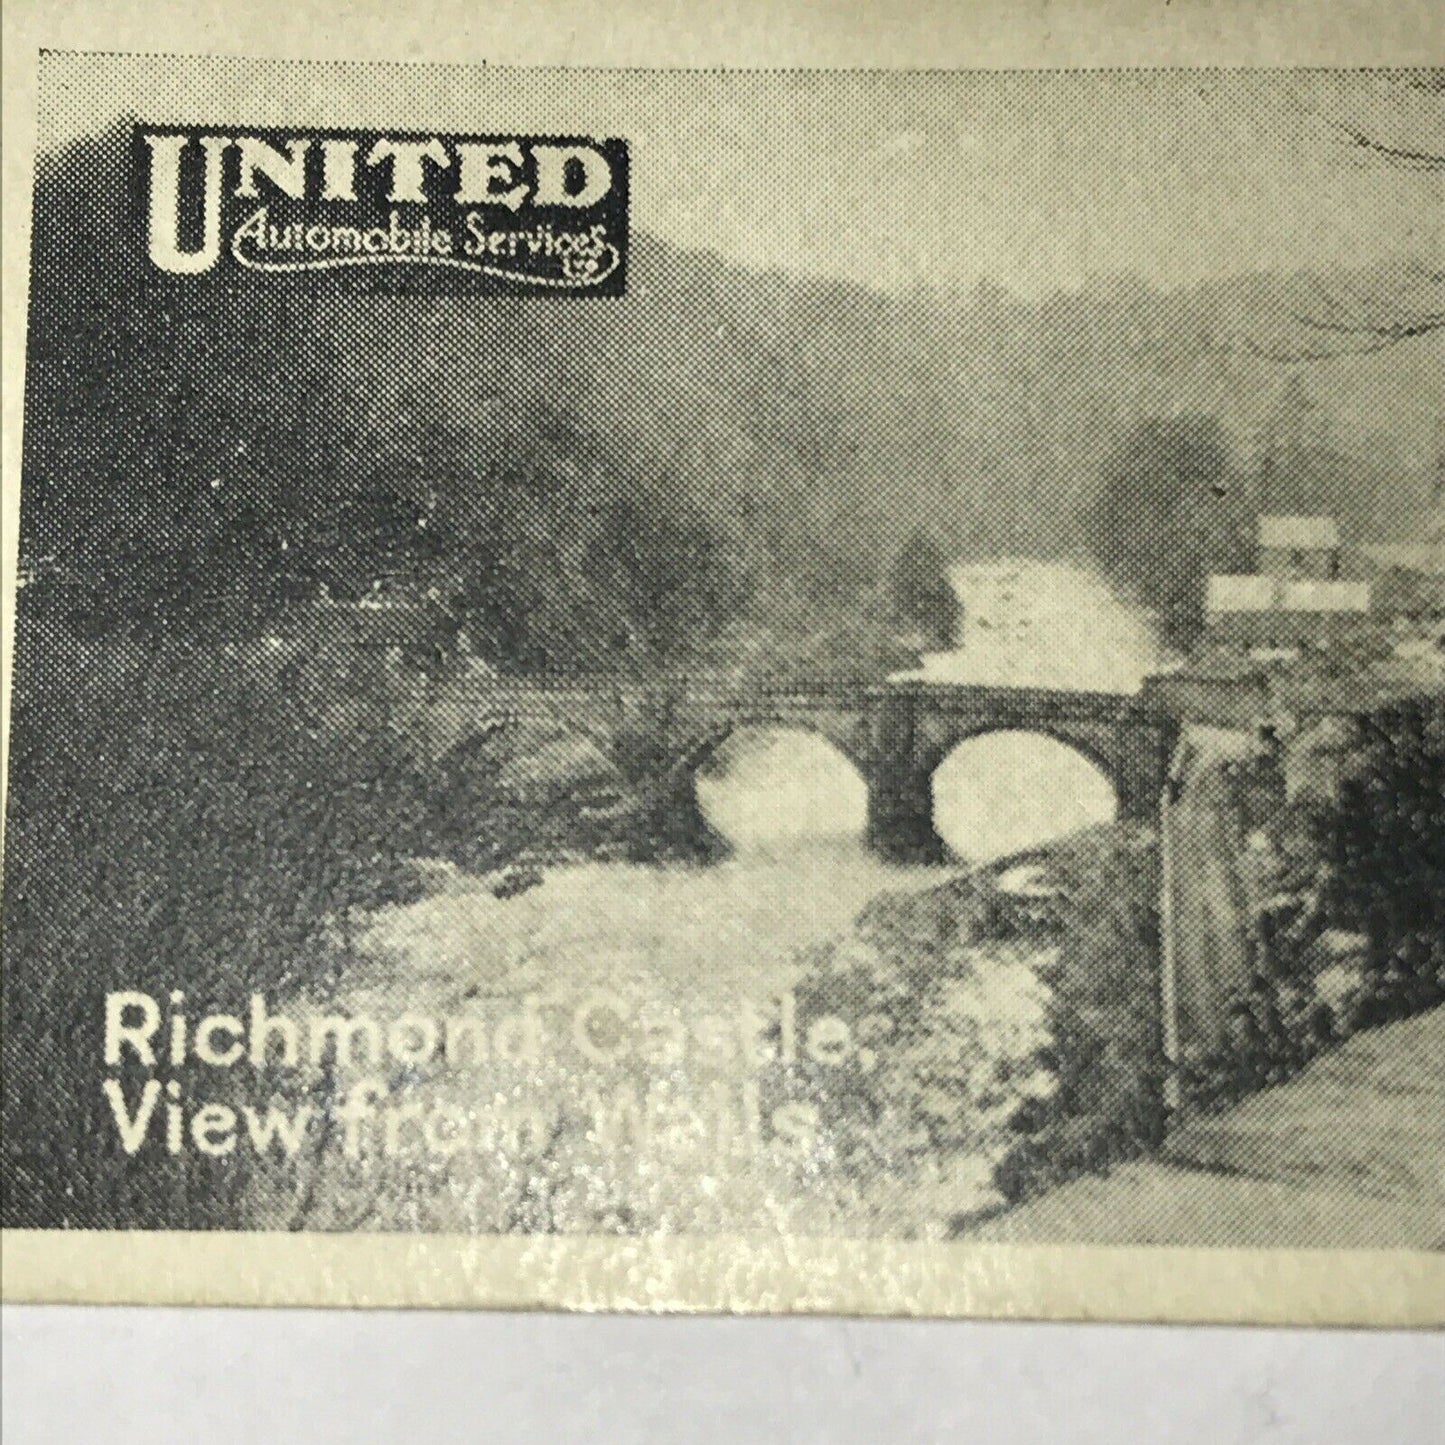 UNITED
Automobile Services
LTD
Richmond Castle,
View from Walls